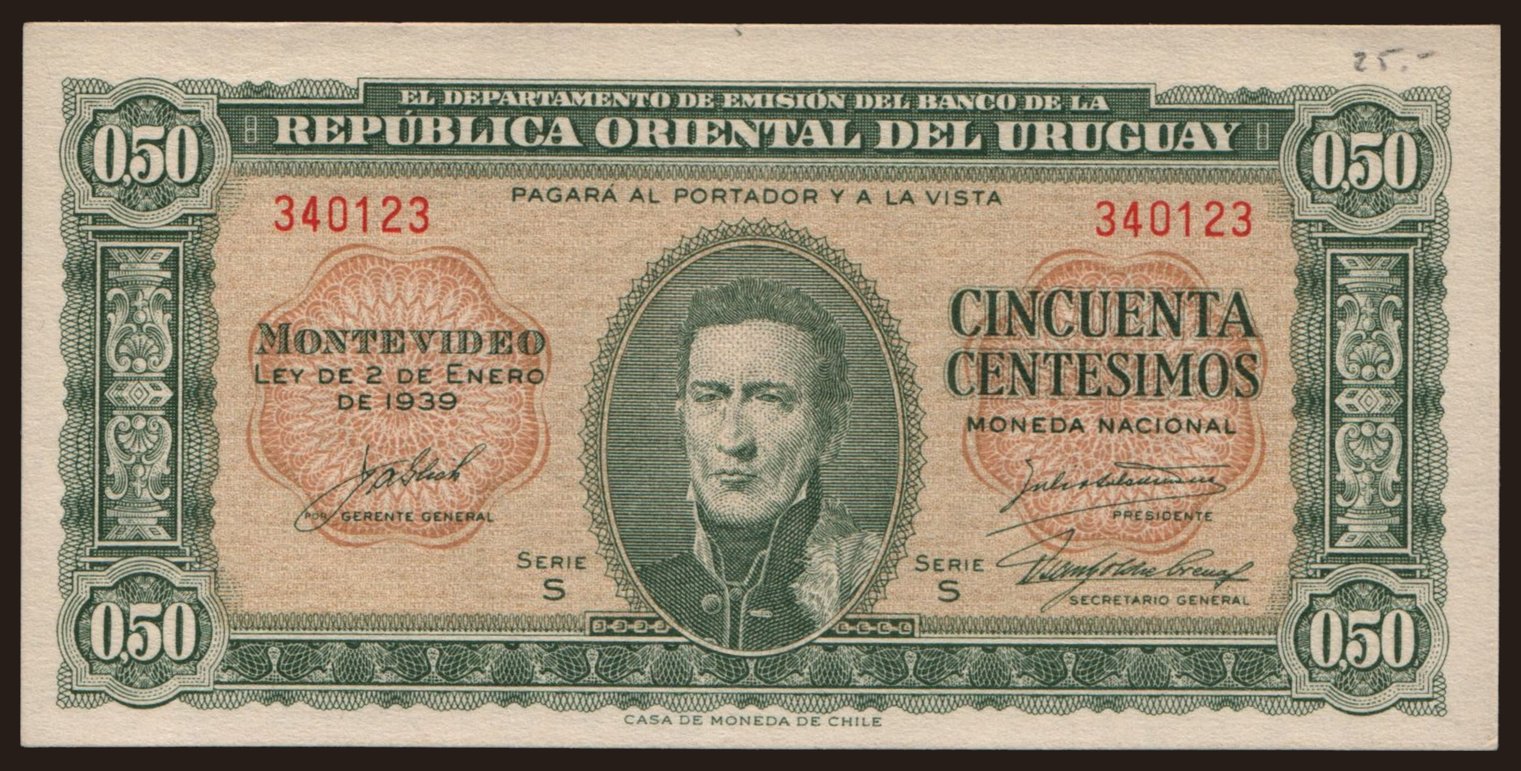 25.-
EL DEPARTAMENTO DE EMISIÓN DEL BANCO DE LA
REPÚBLICA ORIENTAL DEL URUGUAY
0,50
0,50
PAGARÁ AL PORTADOR Y A LA VISTA
340123
340123
MONTEVIDEO
LEY DE 2 DE ENERO
DE 1939
CINCUENTA
CENTESIMOS
MONEDA NACIONAL
POR GERENTE GENERAL
PRESIDENTE
SERIE
S
SERIE
S
SECRETARIO GENERAL
0,50
0,50
CASA DE MONEDA DE CHILE